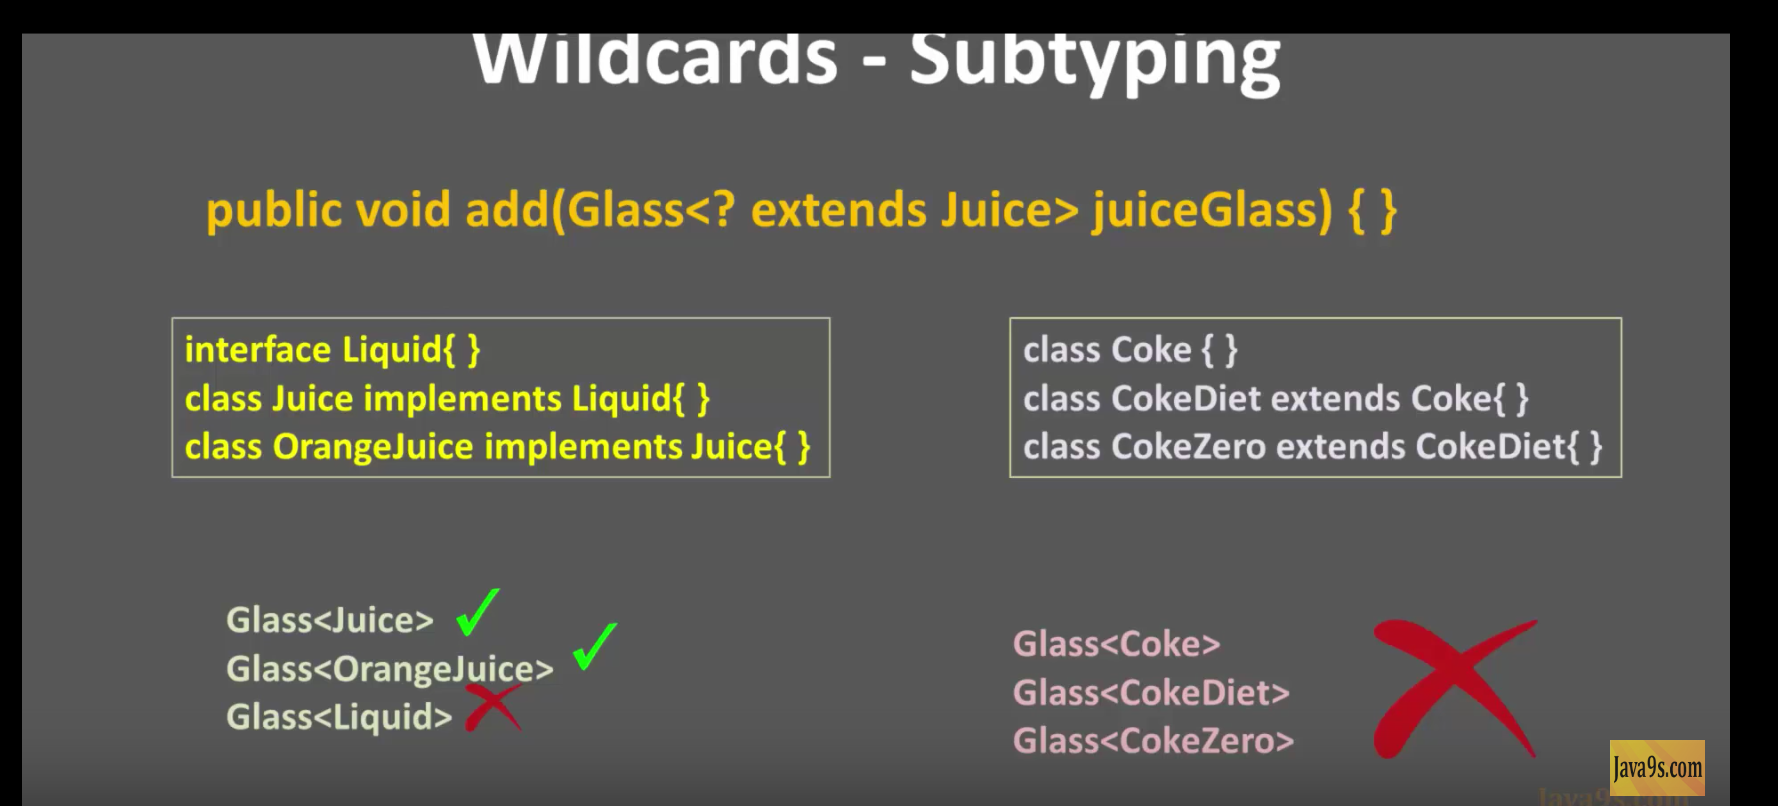 Wildcards - Subtyping
public void add(Glass<? extends Juice> juiceGlass) { }
interface Liquid{ }
class Juice implements Liquid{ }
class OrangeJuice implements Juice{ }
class Coke { }
class CokeDiet extends Coke{ }
class CokeZero extends CokeDiet{ }
Glass<Juice>
Glass<OrangeJuice>
Glass<Liquid>
Glass<Coke>
Glass<CokeDiet>
Glass<CokeZero>
Java9s.com
Java9s.com